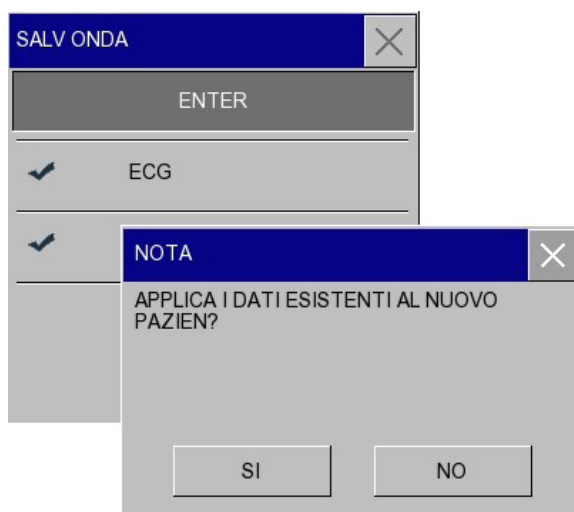 SALV ONDA
ENTER
ECG
NOTA
APPLICA I DATI ESISTENTI AL NUOVO
PAZIEN?
SI
NO